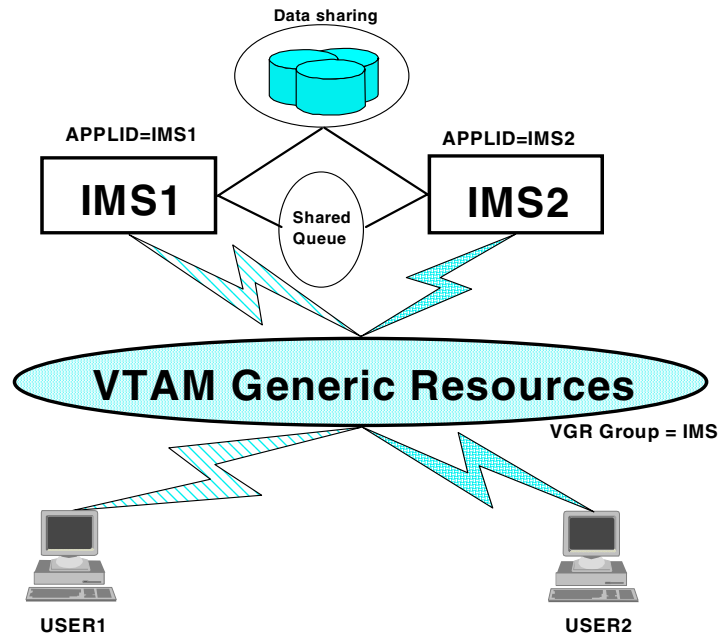 Data sharing
APPLID=IMS1
APPLID=IMS2
IMS1
IMS2
Shared
Queue
VTAM Generic Resources
VGR Group = IMS
USER1
USER2